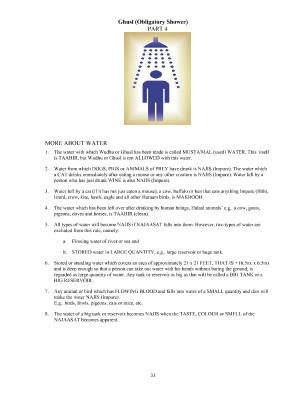 Ghusl (Obligatory Shower)
PART 4
MORE ABOUT WATER
1. The water with which Wudhu or Ghusl has been made is called MUSTA'MAL (used) WATER. This itself
is TAAHIR, but Wudhu or Ghusl is not ALLOWED with this water.
2. Water from which DOGS, PIGS or ANIMALS OF PREY have drunk is NAJIS (Impure). The water which
a CAT drinks immediately after eating a mouse or any other creature is NAJIS (Impure). Water left by a
person who has just drunk WINE is also NAJIS (Impure).
3. Water left by a cat (if it has not just eaten a mouse), a cow, buffalo or hen that eats anything Impure (filth),
lizard, crow, kite, hawk, eagle and all other Haraam birds, is MAKROOH.
4. The water which has been left over after drinking by human beings, Halaal animals' e.g., a cow, goats,
pigeons, doves and horses, is TAAHIR (clean).
5. All types of water will become NAJIS if NAJAASAT falls into them. However, two types of water are
excluded from this rule, namely:
a. Flowing water of river or sea and
b. STORED water in LARGE QUANTITY, e.g., large reservoir or huge tank.
6. Stored or standing water which covers an area of approximately 21 x 21 FEET, THAT IS + (6.5m. x 6.5m)
and is deep enough so that a person can take out water with his hands without baring the ground, is
regarded as large quantity of water. Any tank or reservoir as big as that will be called a BIG TANK or a
BIG RESERVOIR.
7. Any animal or bird which has FLOWING BLOOD and falls into water of a SMALL quantity and dies will
make the water NAJIS (Impure).
E.g. birds, fowls, pigeons, cats or mice, etc.
8. The water of a big tank or reservoir becomes NAJIS when the TASTE, COLOUR or SMELL of the
NAJAASAT becomes apparent.
33